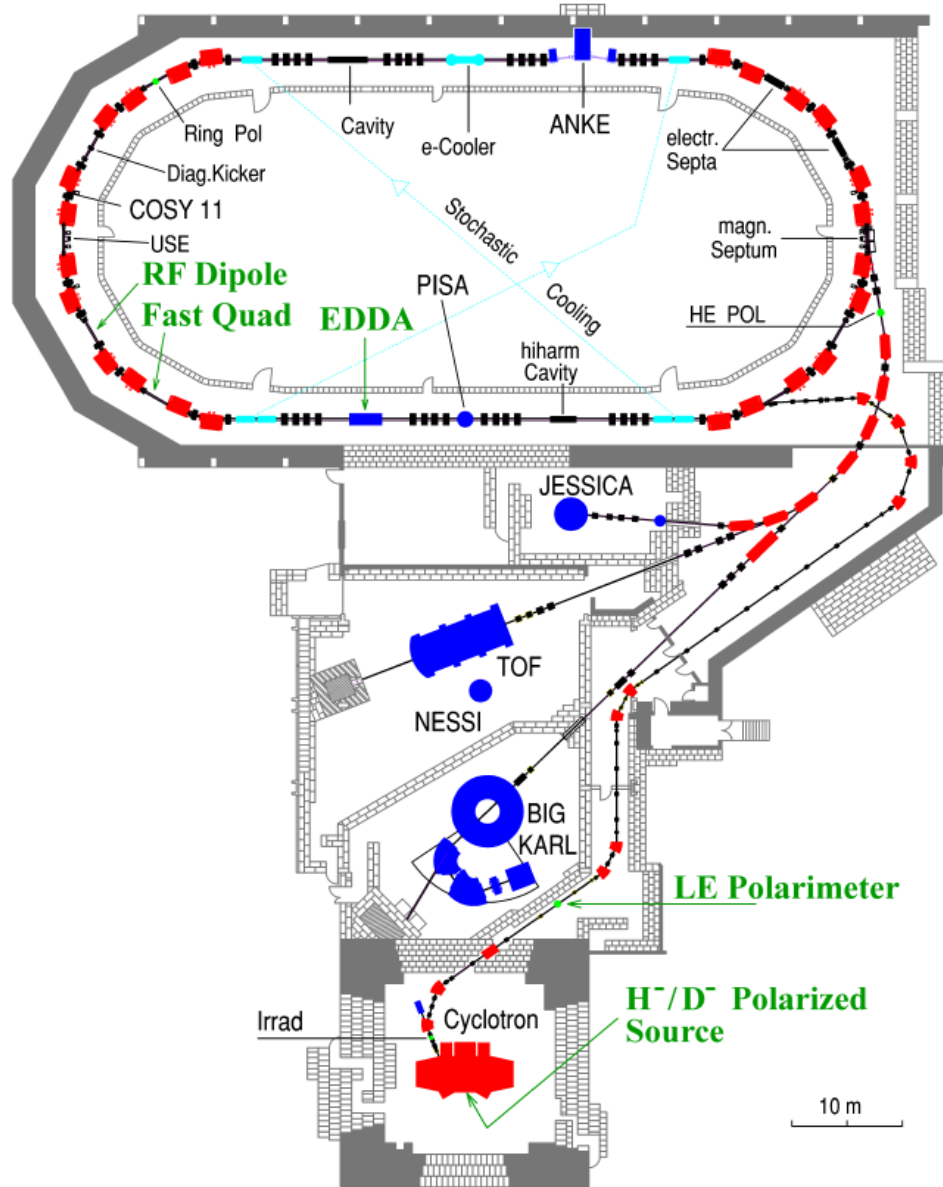 Ring Pol
Cavity
e-Cooler
ANKE
electr.
Septa
Diag.Kicker
COSY 11
USE
Stochastic
Cooling
magn.
Septum
RF Dipole
Fast Quad
EDDA
PISA
HE POL
hiharm
Cavity
JESSICA
TOF
NESSI
BIG
KARL
LE Polarimeter
H⁻/D⁻ Polarized
Source
Irrad
Cyclotron
10 m